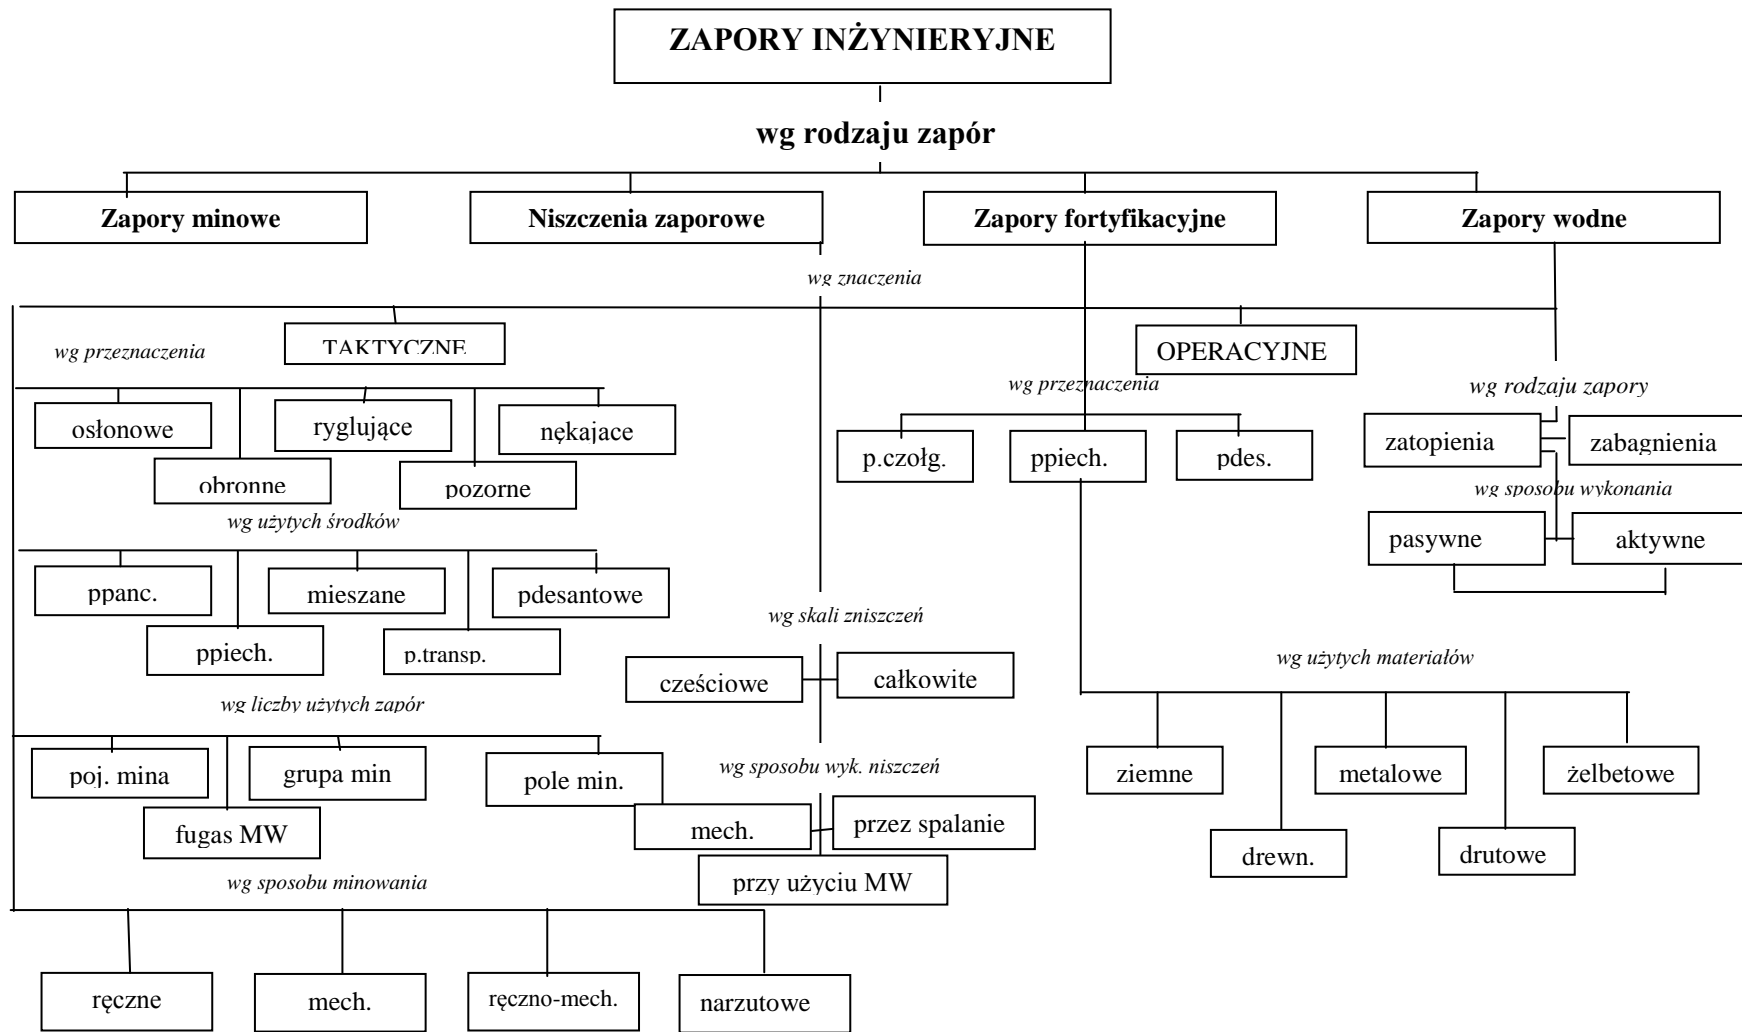 ZAPORY INŻYNIERYJNE
wg rodzaju zapór
Zapory minowe
Niszczenia zaporowe
Zapory fortyfikacyjne
Zapory wodne
wg znaczenia
TAKTYCZNE
OPERACYJNE
wg przeznaczenia
osłonowe
ryglujące
nękajace
obronne
pozorne
wg użytych środków
ppanc.
mieszane
pdesantowe
ppiech.
p.transp.
wg liczby użytych zapór
poj. mina
grupa min
pole min.
fugas MW
wg sposobu minowania
ręczne
mech.
ręczno-mech.
narzutowe
wg skali zniszczeń
cześciowe
całkowite
wg sposobu wyk. niszczeń
mech.
przez spalanie
przy użyciu MW
wg przeznaczenia
p.czołg.
ppiech.
pdes.
wg użytych materiałów
ziemne
metalowe
żelbetowe
drewn.
drutowe
wg rodzaju zapory
zatopienia
zabagnienia
wg sposobu wykonania
pasywne
aktywne